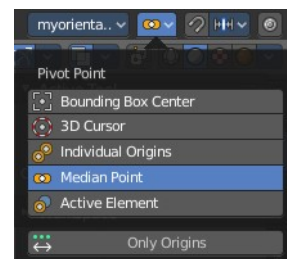 myorienta..
Pivot Point
Bounding Box Center
3D Cursor
Individual Origins
Median Point
Active Element
Only Origins